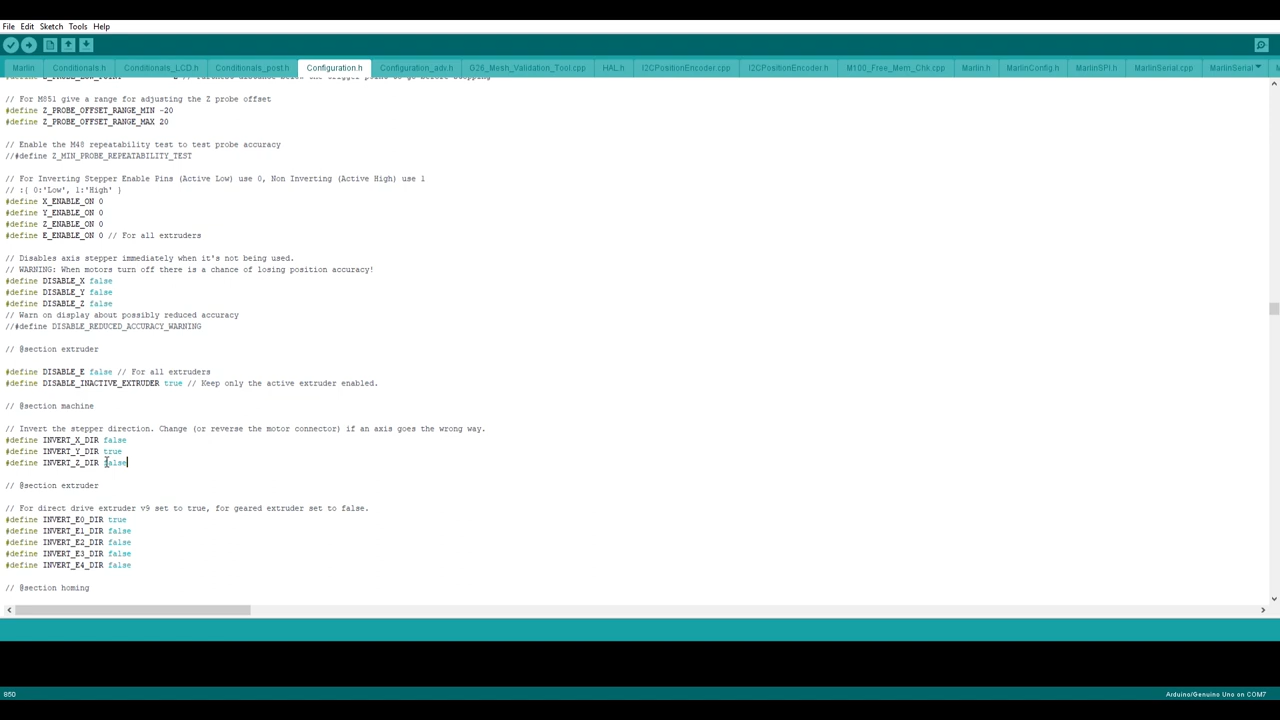 File Edit Sketch Tools Help
Marlin Conditionals.h Conditionals_LCD.h Conditionals_post.h Configuration.h Configuration_adv.h G26_Mesh_Validation_Tool.cpp HAL.h I2CPositionEncoder.cpp I2CPositionEncoder.h M100_Free_Mem_Chk.cpp Marlin.h MarlinConfig.h MarlinSPI.h MarlinSerial.cpp MarlinSerial
// For M851 give a range for adjusting the Z probe offset
#define Z_PROBE_OFFSET_RANGE_MIN -20
#define Z_PROBE_OFFSET_RANGE_MAX 20
// Enable the M48 repeatability test to test probe accuracy
//#define Z_MIN_PROBE_REPEATABILITY_TEST
// For Inverting Stepper Enable Pins (Active Low) use 0, Non Inverting (Active High) use 1
// :{ 0:'Low', 1:'High' }
#define X_ENABLE_ON 0
#define Y_ENABLE_ON 0
#define Z_ENABLE_ON 0
#define E_ENABLE_ON 0 // For all extruders
// Disables axis stepper immediately when it's not being used.
// WARNING: When motors turn off there is a chance of losing position accuracy!
#define DISABLE_X false
#define DISABLE_Y false
#define DISABLE_Z false
// Warn on display about possibly reduced accuracy
//#define DISABLE_REDUCED_ACCURACY_WARNING
// @section extruder
#define DISABLE_E false // For all extruders
#define DISABLE_INACTIVE_EXTRUDER true // Keep only the active extruder enabled.
// @section machine
// Invert the stepper direction. Change (or reverse the motor connector) if an axis goes the wrong way.
#define INVERT_X_DIR false
#define INVERT_Y_DIR true
#define INVERT_Z_DIR false
// @section extruder
// For direct drive extruder v9 set to true, for geared extruder set to false.
#define INVERT_E0_DIR true
#define INVERT_E1_DIR false
#define INVERT_E2_DIR false
#define INVERT_E3_DIR false
#define INVERT_E4_DIR false
// @section homing
850
Arduino/Genuino Uno on COM7